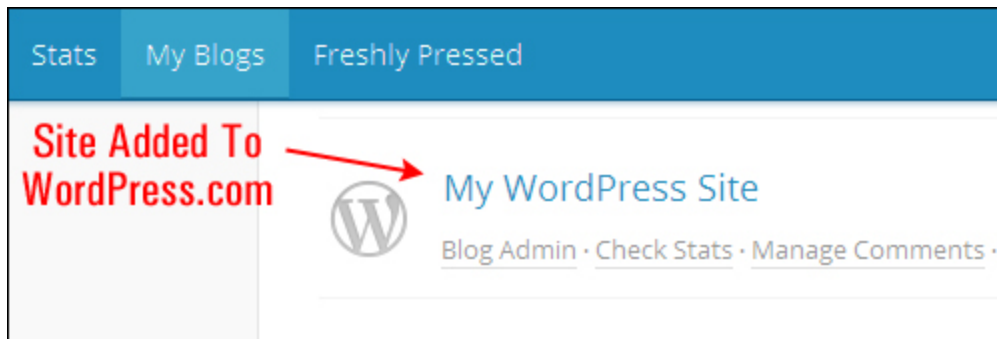 Stats My Blogs Freshly Pressed
Site Added To
WordPress.com
My WordPress Site
Blog Admin · Check Stats · Manage Comments ·